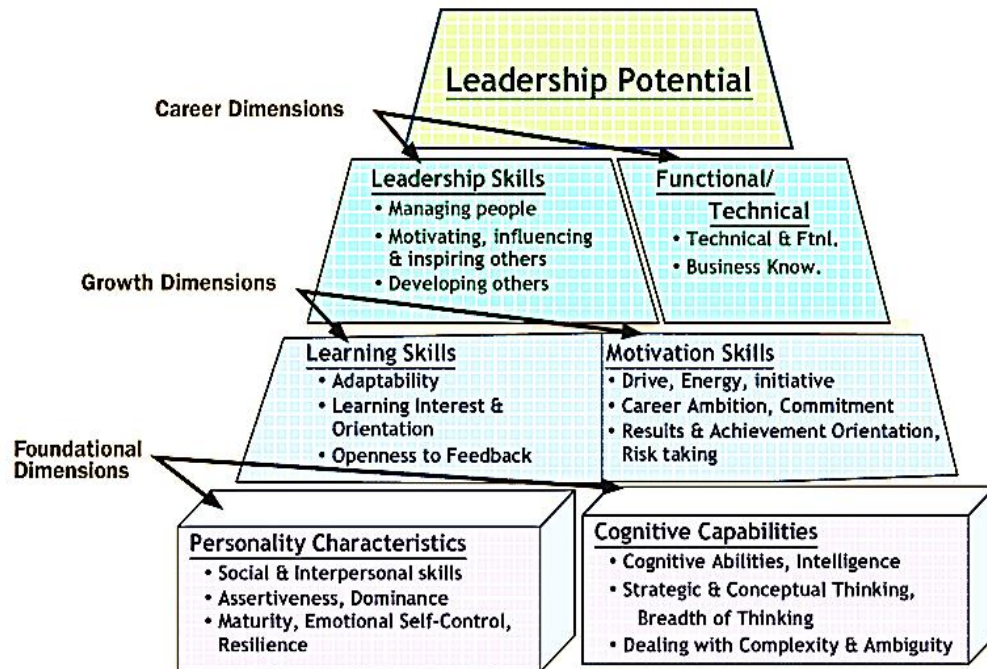 Leadership Potential
Career Dimensions
Leadership Skills
• Managing people
• Motivating, influencing
& inspiring others
• Developing others
Functional/
Technical
• Technical & Ftnl.
• Business Know.
Growth Dimensions
Learning Skills
• Adaptability
• Learning Interest &
Orientation
• Openness to Feedback
Motivation Skills
• Drive, Energy, initiative
• Career Ambition, Commitment
• Results & Achievement Orientation,
Risk taking
Foundational
Dimensions
Personality Characteristics
• Social & Interpersonal skills
• Assertiveness, Dominance
• Maturity, Emotional Self-Control,
Resilience
Cognitive Capabilities
• Cognitive Abilities, Intelligence
• Strategic & Conceptual Thinking,
Breadth of Thinking
• Dealing with Complexity & Ambiguity